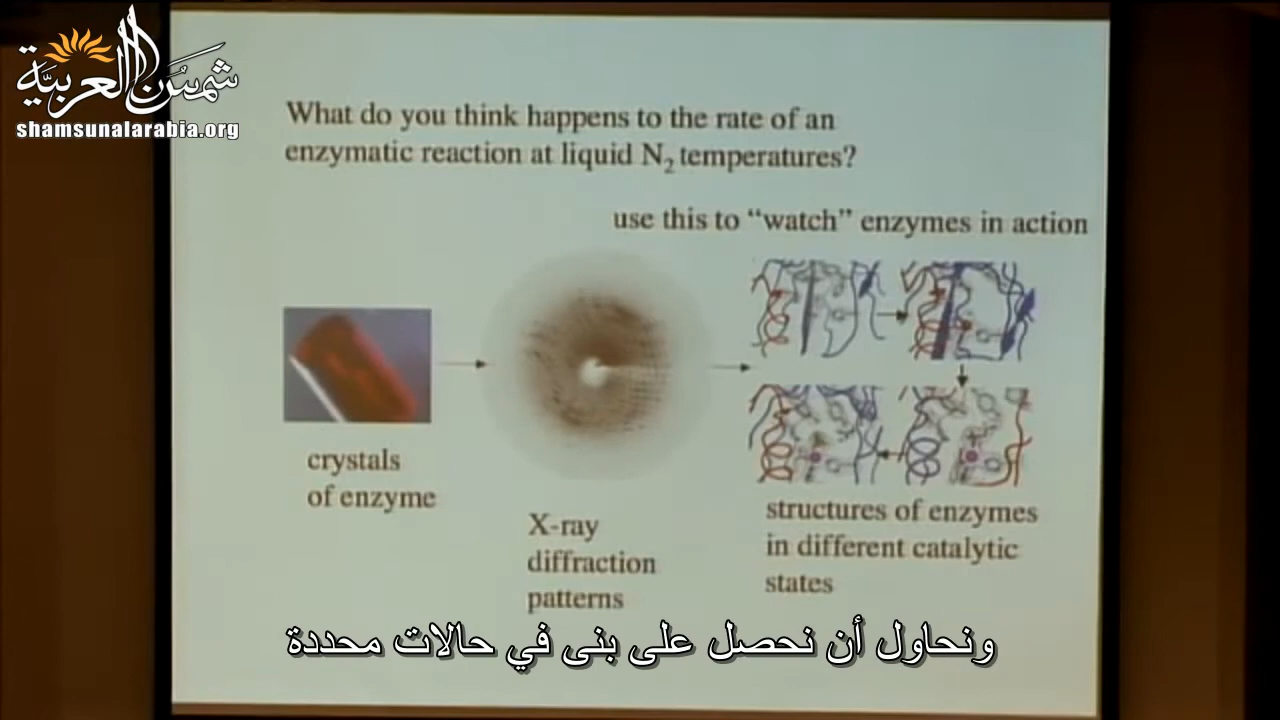 شمس العربية
shamsunalarabia.org
What do you think happens to the rate of an
enzymatic reaction at liquid N₂ temperatures?
use this to “watch” enzymes in action
crystals
of enzyme
X-ray
diffraction
patterns
structures of enzymes
in different catalytic
states
ونحاول أن نحصل على بنى في حالات محددة